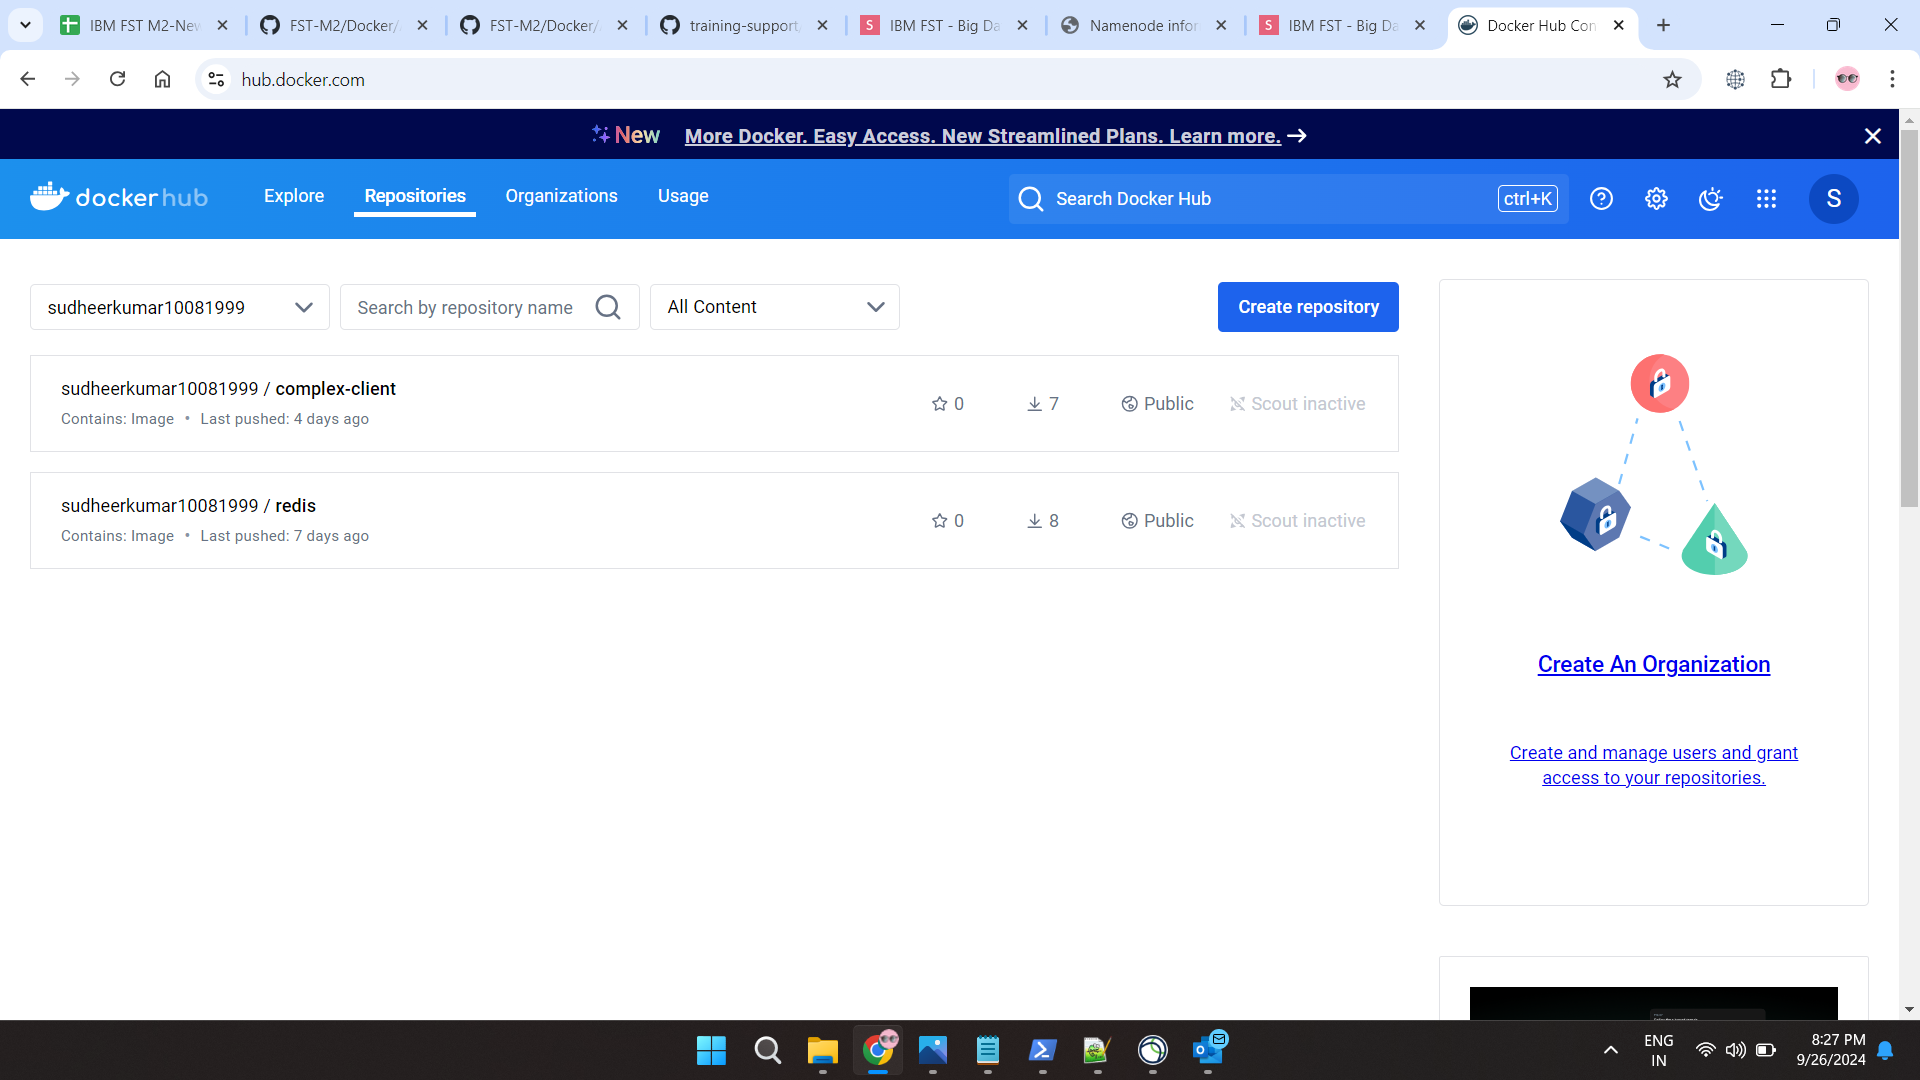 IBM FST M2-New
FST-M2/Docker/
FST-M2/Docker/
training-support
IBM FST - Big Da
Namenode infor
IBM FST - Big Da
Docker Hub Con
hub.docker.com
New More Docker. Easy Access. New Streamlined Plans. Learn more. →
docker hub
Explore
Repositories
Organizations
Usage
Search Docker Hub
ctrl+K
S
sudheerkumar10081999
Search by repository name
All Content
Create repository
sudheerkumar10081999 / complex-client
Contains: Image • Last pushed: 4 days ago
0
7
Public
Scout inactive
sudheerkumar10081999 / redis
Contains: Image • Last pushed: 7 days ago
0
8
Public
Scout inactive
Create An Organization
Create and manage users and grant
access to your repositories.
ENG
IN
8:27 PM
9/26/2024